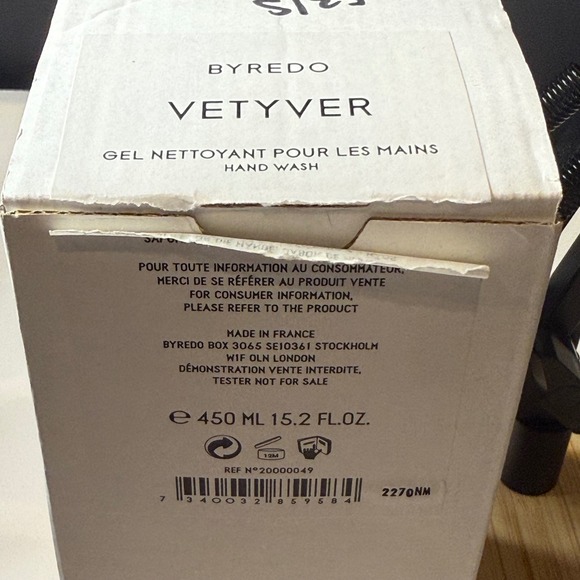 5/25
BYREDO
VETYVER
GEL NETTOYANT POUR LES MAINS
HAND WASH
POUR TOUTE INFORMATION AU CONSOMMATEUR,
MERCI DE SE RÉFÉRER AU PRODUIT VENTE
FOR CONSUMER INFORMATION,
PLEASE REFER TO THE PRODUCT
MADE IN FRANCE
BYREDO BOX 3065 SE10361 STOCKHOLM
W1F OLN LONDON
DÉMONSTRATION VENTE INTERDITE,
TESTER NOT FOR SALE
℮ 450 ML 15.2 FL.OZ.
12M
REF N°20000049
7 340032 859584
2270NM